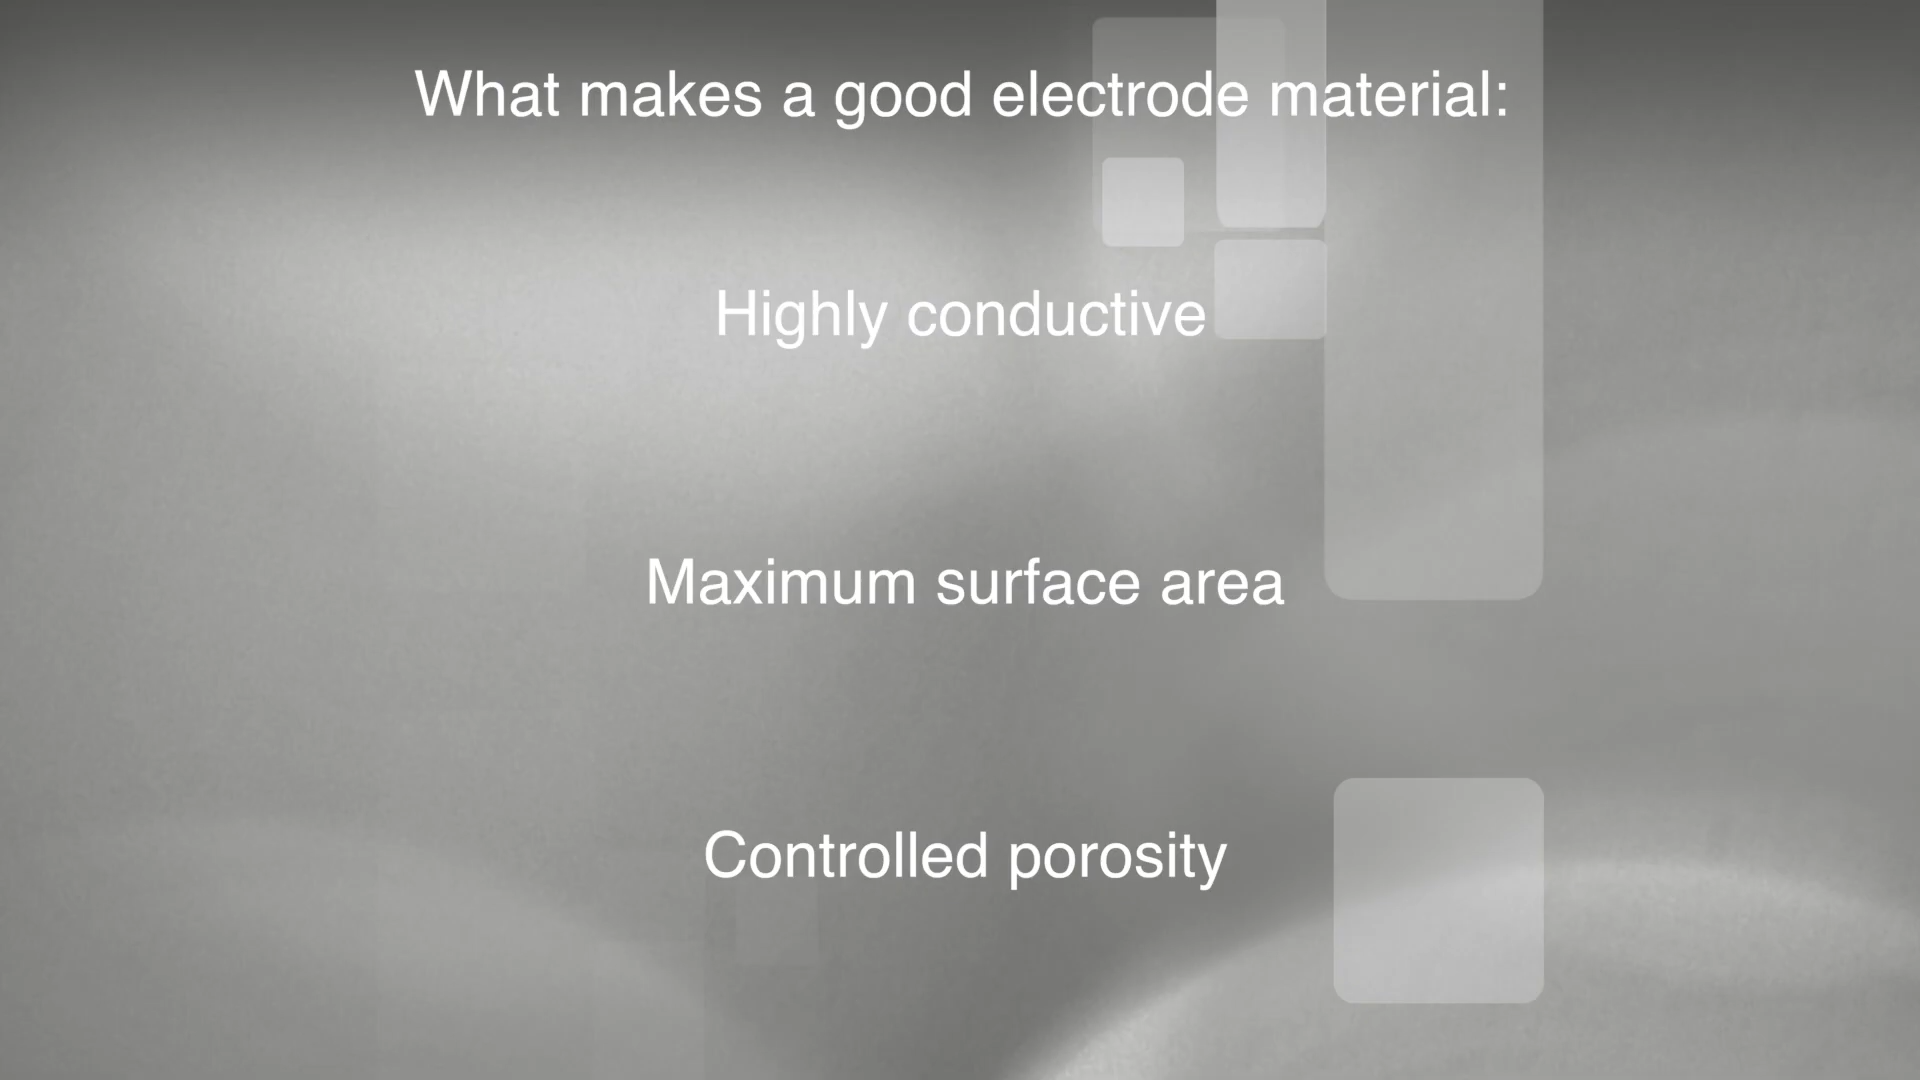 What makes a good electrode material:
Highly conductive
Maximum surface area
Controlled porosity